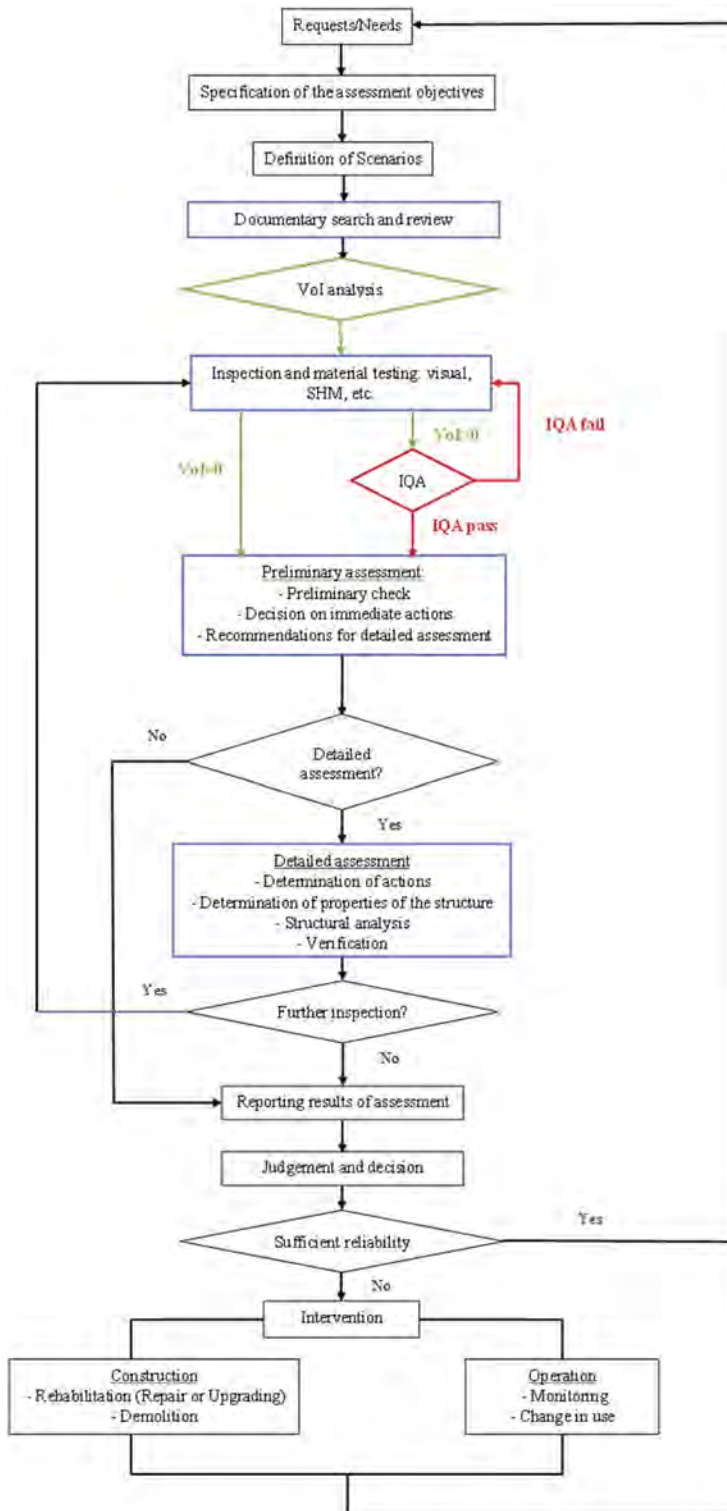 Requests/Needs
Specification of the assessment objectives
Definition of Scenarios
Documentary search and review
VoI analysis
Inspection and material testing: visual,
SHM, etc.
VoI>0
IQA fail
VoI=0
IQA
IQA pass
Preliminary assessment:
- Preliminary check
- Decision on immediate actions
- Recommendations for detailed assessment
No
Detailed
assessment?
Yes
Detailed assessment
- Determination of actions
- Determination of properties of the structure
- Structural analysis
- Verification
Yes
Further inspection?
No
Reporting results of assessment
Judgement and decision
Yes
Sufficient reliability
No
Intervention
Construction
- Rehabilitation (Repair or Upgrading)
- Demolition
Operation
- Monitoring
- Change in use